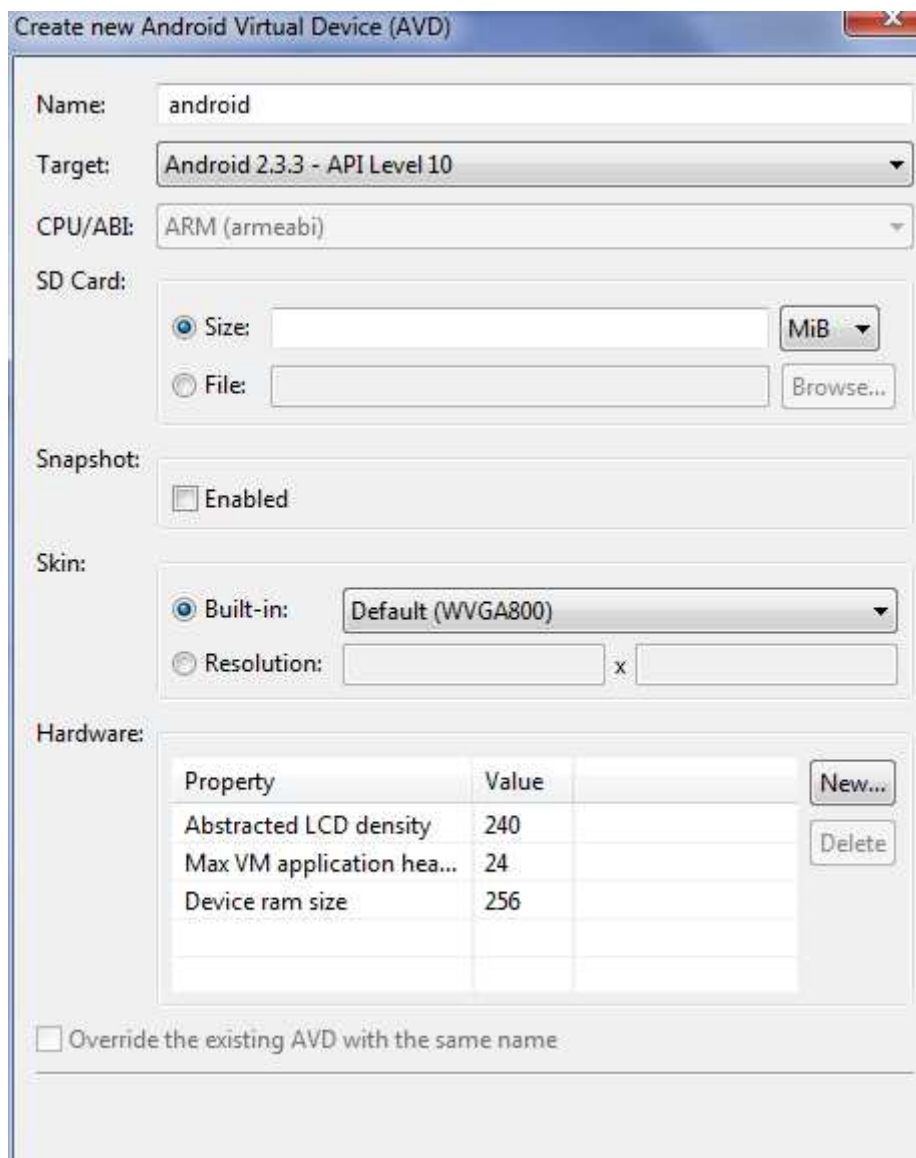 Create new Android Virtual Device (AVD)
Name: android
Target: Android 2.3.3 - API Level 10
CPU/ABI: ARM (armeabi)
SD Card:
Size: MiB
File: Browse...
Snapshot:
Enabled
Skin:
Built-in: Default (WVGA800)
Resolution: x
Hardware:
Property Value New...
Abstracted LCD density 240 Delete
Max VM application hea... 24
Device ram size 256
Override the existing AVD with the same name